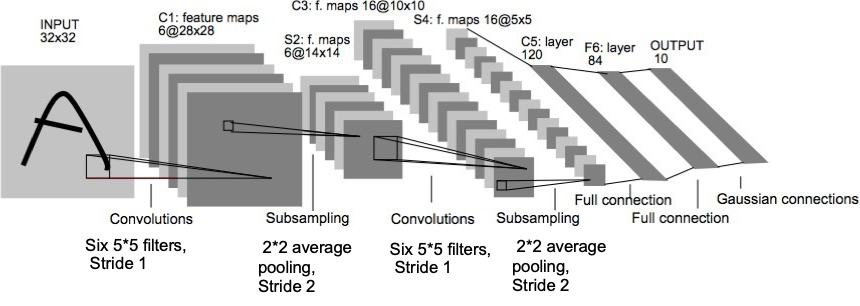 INPUT
32x32
C1: feature maps
6@28x28
S2: f. maps
6@14x14
C3: f. maps 16@10x10
S4: f. maps 16@5x5
C5: layer
120
F6: layer
84
OUTPUT
10
Convolutions
Subsampling
Convolutions
Subsampling
Full connection
Full connection
Gaussian connections
Six 5*5 filters,
Stride 1
2*2 average
pooling,
Stride 2
Six 5*5 filters,
Stride 1
2*2 average
pooling,
Stride 2